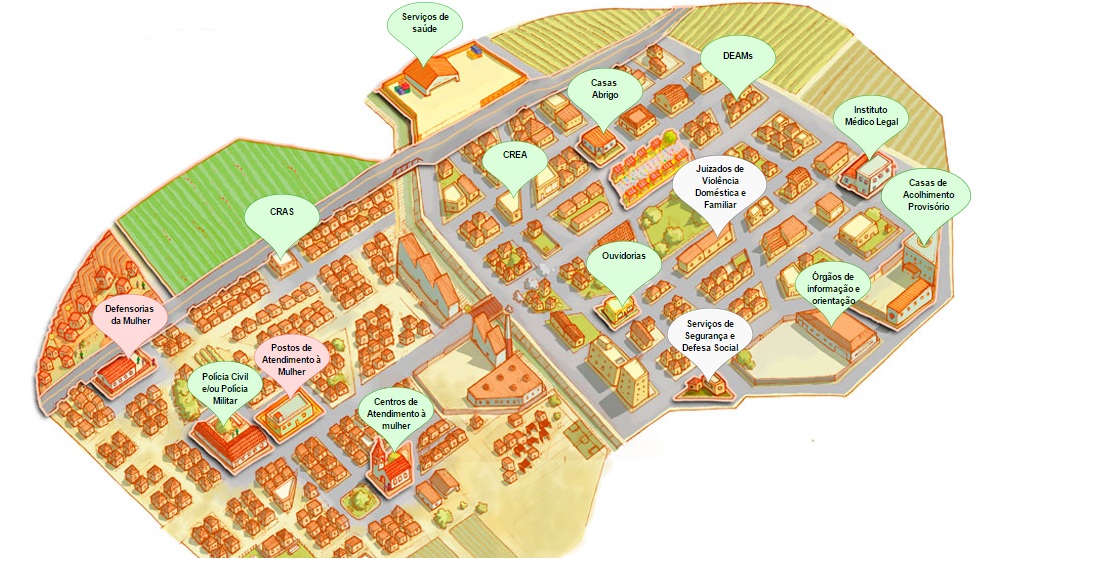 Serviços de
saúde
DEAMs
Casas
Abrigo
Instituto
Médico Legal
CREA
Juizados de
Violência
Doméstica e
Familiar
Casas de
Acolhimento
Provisório
CRAS
Ouvidorias
Órgãos de
informação e
orientação
Defensorias
da Mulher
Serviços de
Segurança e
Defesa Social
Postos de
Atendimento à
Mulher
Polícia Civil
e/ou Polícia
Militar
Centros de
Atendimento à
mulher